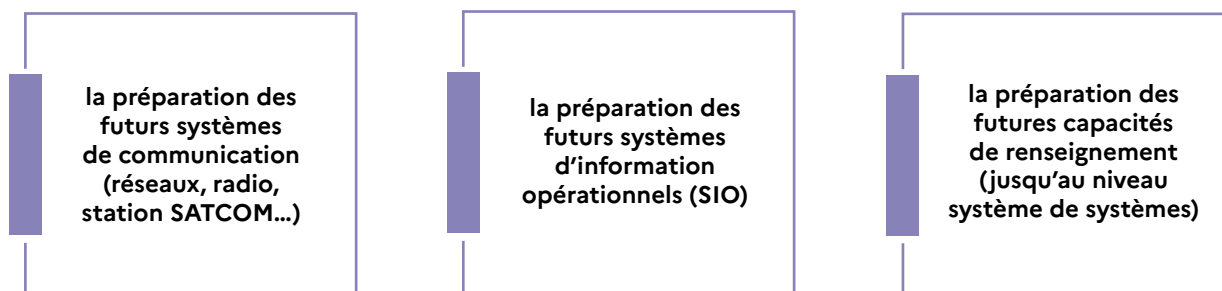 la préparation des
futurs systèmes
de communication
(réseaux, radio,
station SATCOM…)
la préparation des
futurs systèmes
d’information
opérationnels (SIO)
la préparation des
futures capacités
de renseignement
(jusqu’au niveau
système de systèmes)